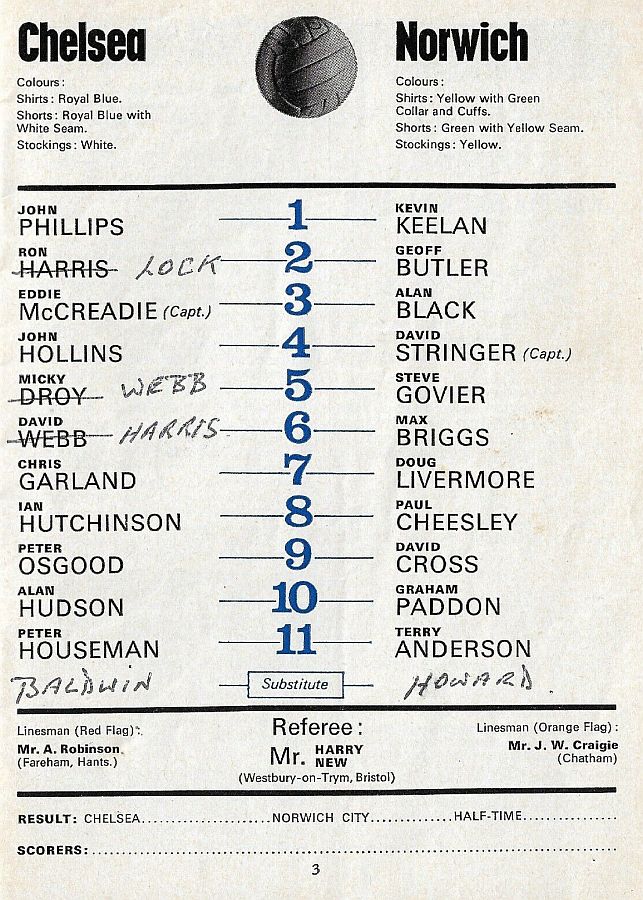 Chelsea
Norwich
Colours:
Shirts: Royal Blue.
Shorts: Royal Blue with
White Seam.
Stockings: White.
Colours:
Shirts: Yellow with Green
Collar and Cuffs.
Shorts: Green with Yellow Seam.
Stockings: Yellow.
JOHN PHILLIPS 1 KEVIN KEELAN
RON HARRIS LOCK 2 GEOFF BUTLER
EDDIE McCREADIE (Capt.) 3 ALAN BLACK
JOHN HOLLINS 4 DAVID STRINGER (Capt.)
MICKY DROY WEBB 5 STEVE GOVIER
DAVID WEBB HARRIS 6 MAX BRIGGS
CHRIS GARLAND 7 DOUG LIVERMORE
IAN HUTCHINSON 8 PAUL CHEESLEY
PETER OSGOOD 9 DAVID CROSS
ALAN HUDSON 10 GRAHAM PADDON
PETER HOUSEMAN 11 TERRY ANDERSON
BALDWIN Substitute HOWARD
Linesman (Red Flag):
Mr. A. Robinson.
(Fareham, Hants.)
Referee:
Mr. HARRY NEW
(Westbury-on-Trym, Bristol)
Linesman (Orange Flag):
Mr. J. W. Craigie
(Chatham)
RESULT: CHELSEA......................NORWICH CITY..............HALF-TIME................
SCORERS:..........................................................................................
3